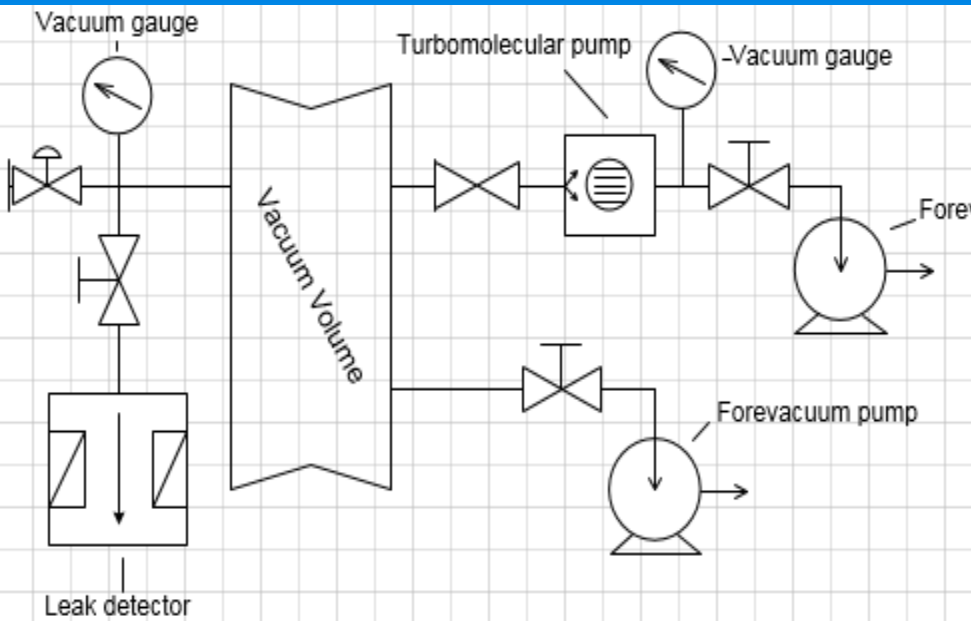 Vacuum gauge
Turbomolecular pump
-Vacuum gauge
Vacuum Volume
Forevacuum pump
Leak detector